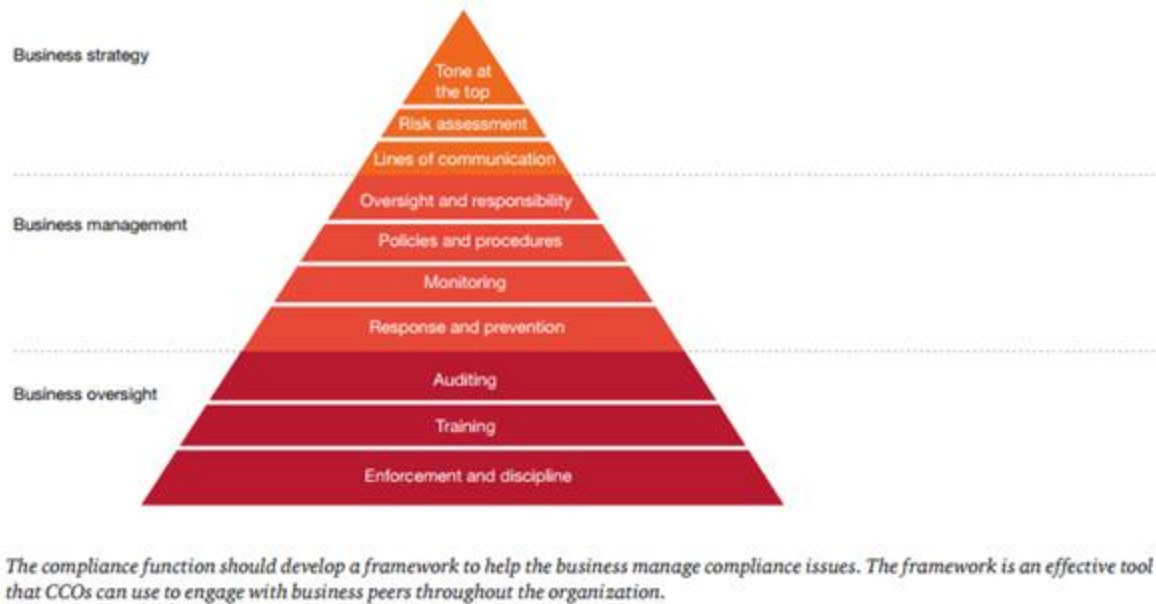 Business strategy
Tone at
the top
Risk assessment
Lines of communication
Business management
Oversight and responsibility
Policies and procedures
Monitoring
Response and prevention
Business oversight
Auditing
Training
Enforcement and discipline
The compliance function should develop a framework to help the business manage compliance issues. The framework is an effective tool
that CCOs can use to engage with business peers throughout the organization.